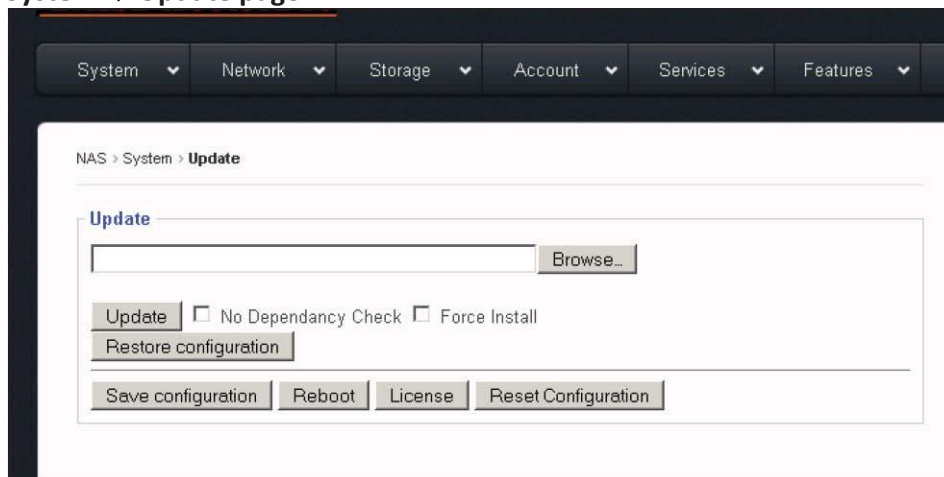 System Network Storage Account Services Features
NAS › System › Update
Update
Browse...
Update No Dependancy Check Force Install
Restore configuration
Save configuration Reboot License Reset Configuration